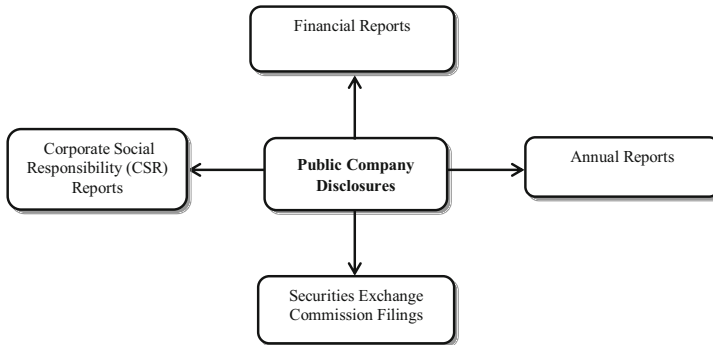 Financial Reports
Corporate Social
Responsibility (CSR)
Reports
Public Company
Disclosures
Annual Reports
Securities Exchange
Commission Filings